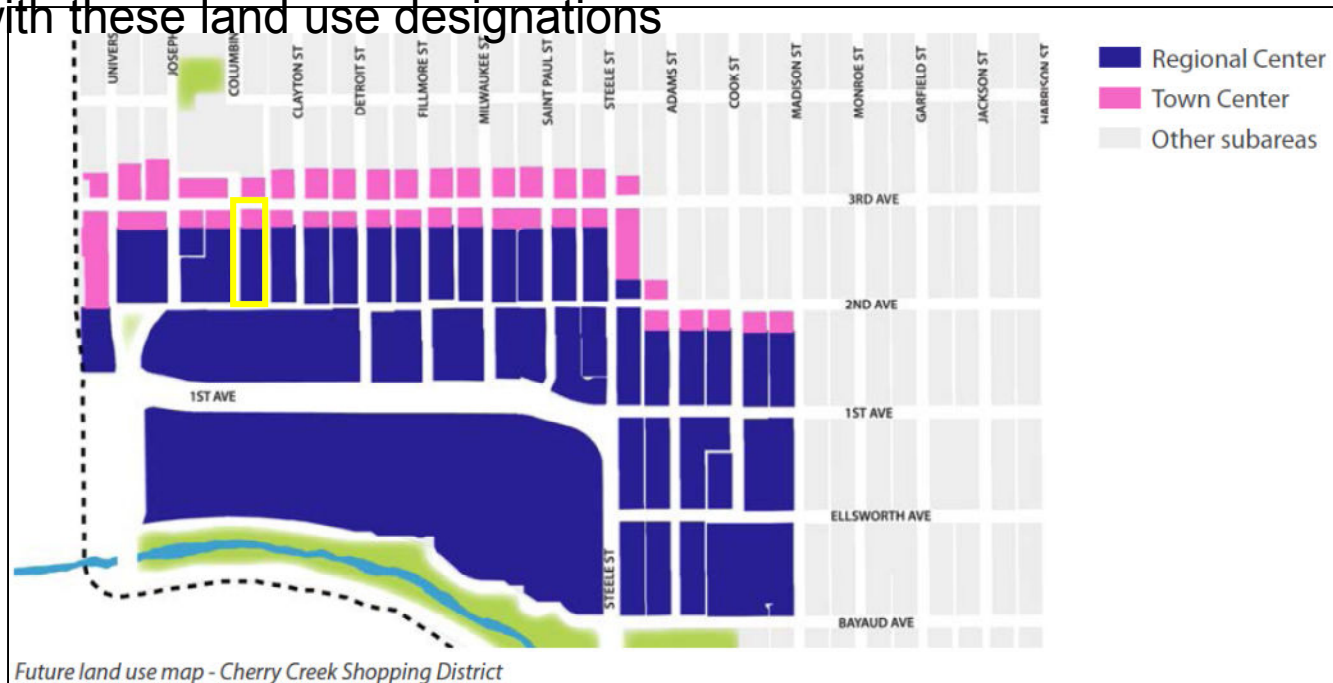 with these land use designations
UNIVERS
JOSEPH
COLUMBIN
CLAYTON ST
DETROIT ST
FILLMORE ST
MILWAUKEE ST
SAINT PAUL ST
STEELE ST
ADAMS ST
COOK ST
MADISON ST
MONROE ST
GARFIELD ST
JACKSON ST
HARRISON ST
Regional Center
Town Center
Other subareas
3RD AVE
2ND AVE
1ST AVE
1ST AVE
ELLSWORTH AVE
STEELE ST
BAYAUD AVE
Future land use map - Cherry Creek Shopping District